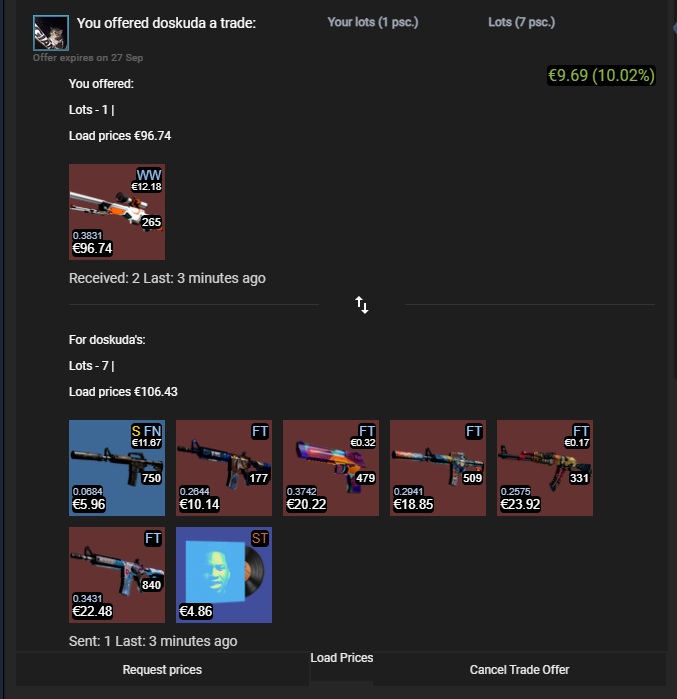 You offered doskuda a trade:
Your lots (1 psc.)
Lots (7 psc.)
Offer expires on 27 Sep
€9.69 (10.02%)
You offered:
Lots - 1 |
Load prices €96.74
WW
€12.18
265
0.3831
€96.74
Received: 2 Last: 3 minutes ago
For doskuda's:
Lots - 7 |
Load prices €106.43
S FN
€11.67
750
0.0684
€5.96
FT
177
0.2644
€10.14
FT
€0.32
479
0.3742
€20.22
FT
509
0.2941
€18.85
FT
€0.17
331
0.2575
€23.92
FT
840
0.3431
€22.48
ST
€4.86
Sent: 1 Last: 3 minutes ago
Request prices
Load Prices
Cancel Trade Offer